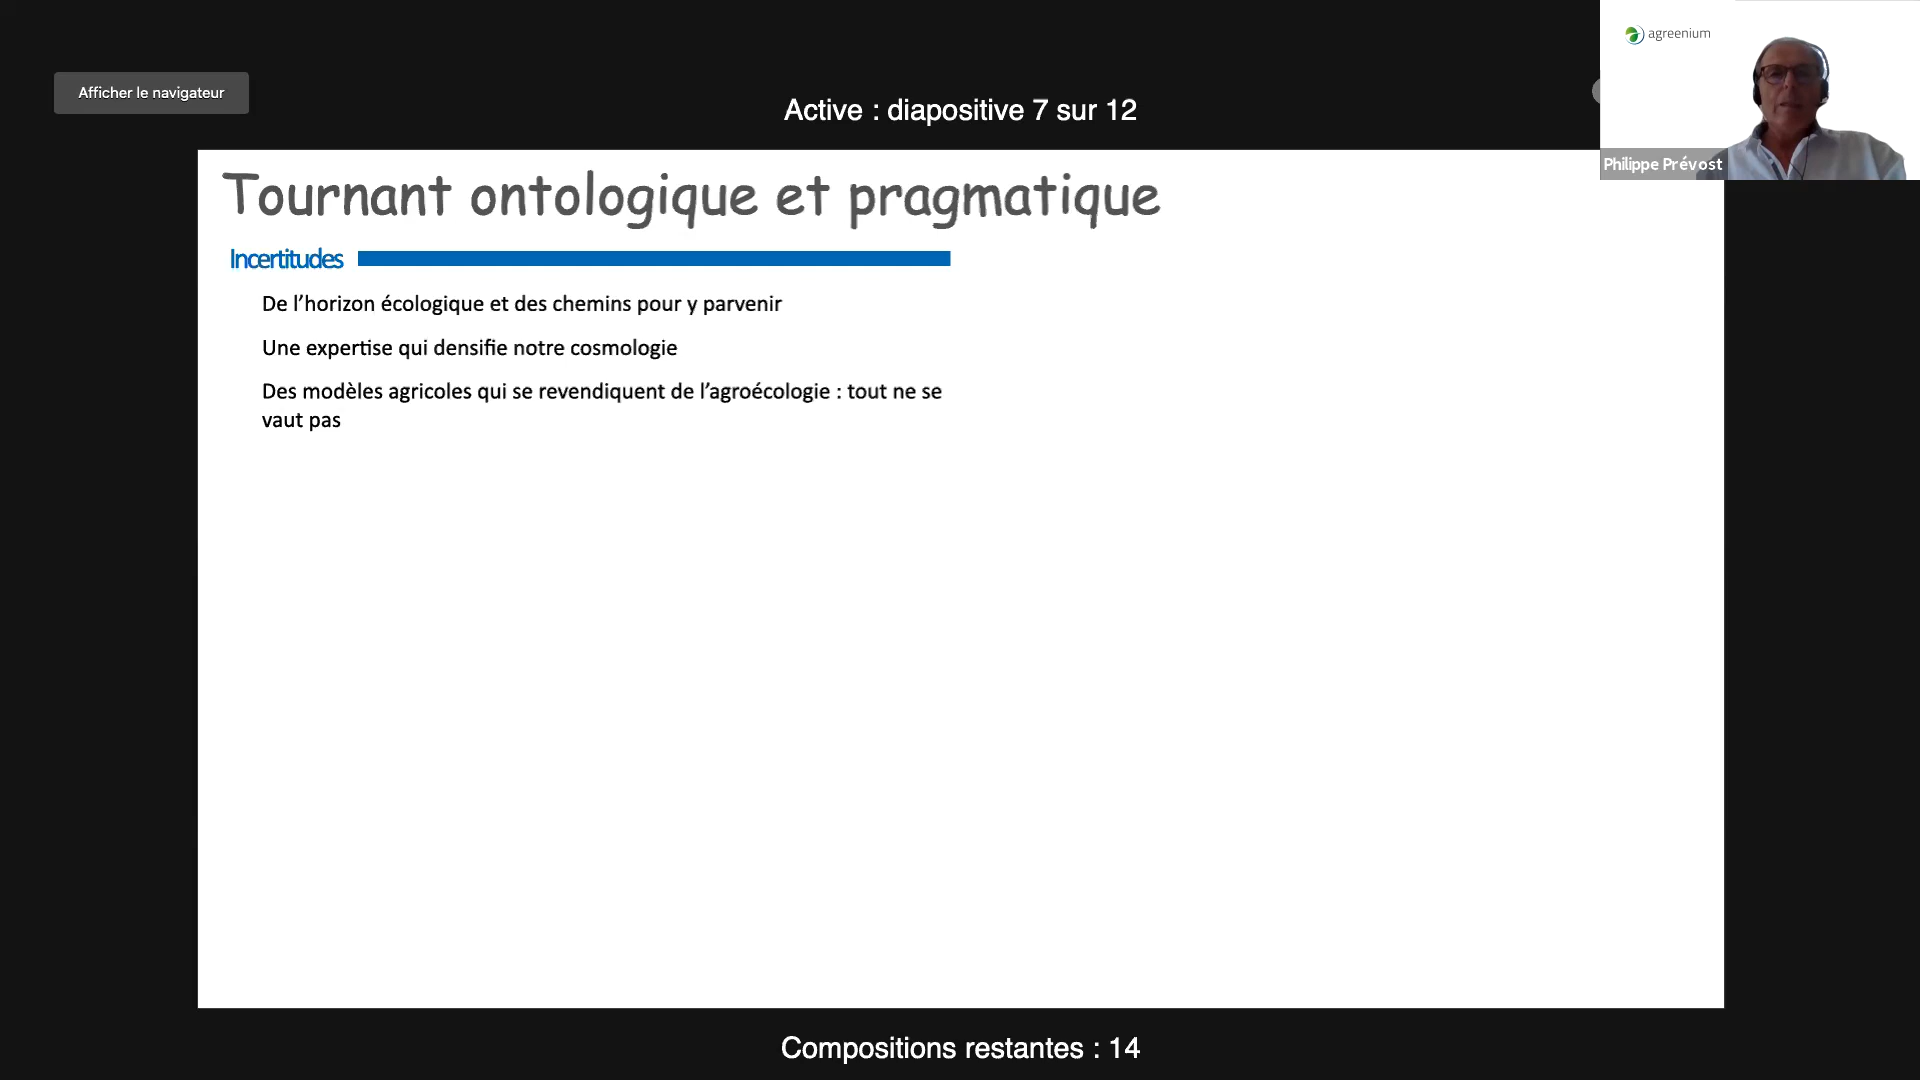 agreenium
Afficher le navigateur
Active : diapositive 7 sur 12
Philippe Prévost
Tournant ontologique et pragmatique
Incertitudes
De l’horizon écologique et des chemins pour y parvenir
Une expertise qui densifie notre cosmologie
Des modèles agricoles qui se revendiquent de l’agroécologie : tout ne se
vaut pas
Compositions restantes : 14